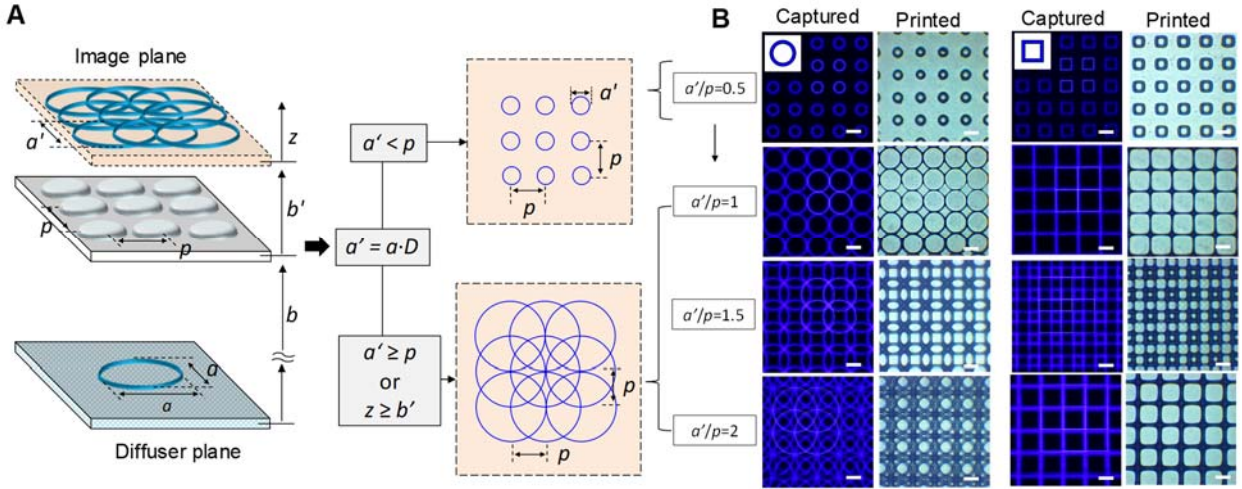 A
Image plane
a'
z
p
p
b'
b
a
a
Diffuser plane
a' < p
a' = a·D
a' ≥ p
or
z ≥ b'
a'
p
p
p
p
a'/p=0.5
a'/p=1
a'/p=1.5
a'/p=2
B
Captured
Printed
Captured
Printed